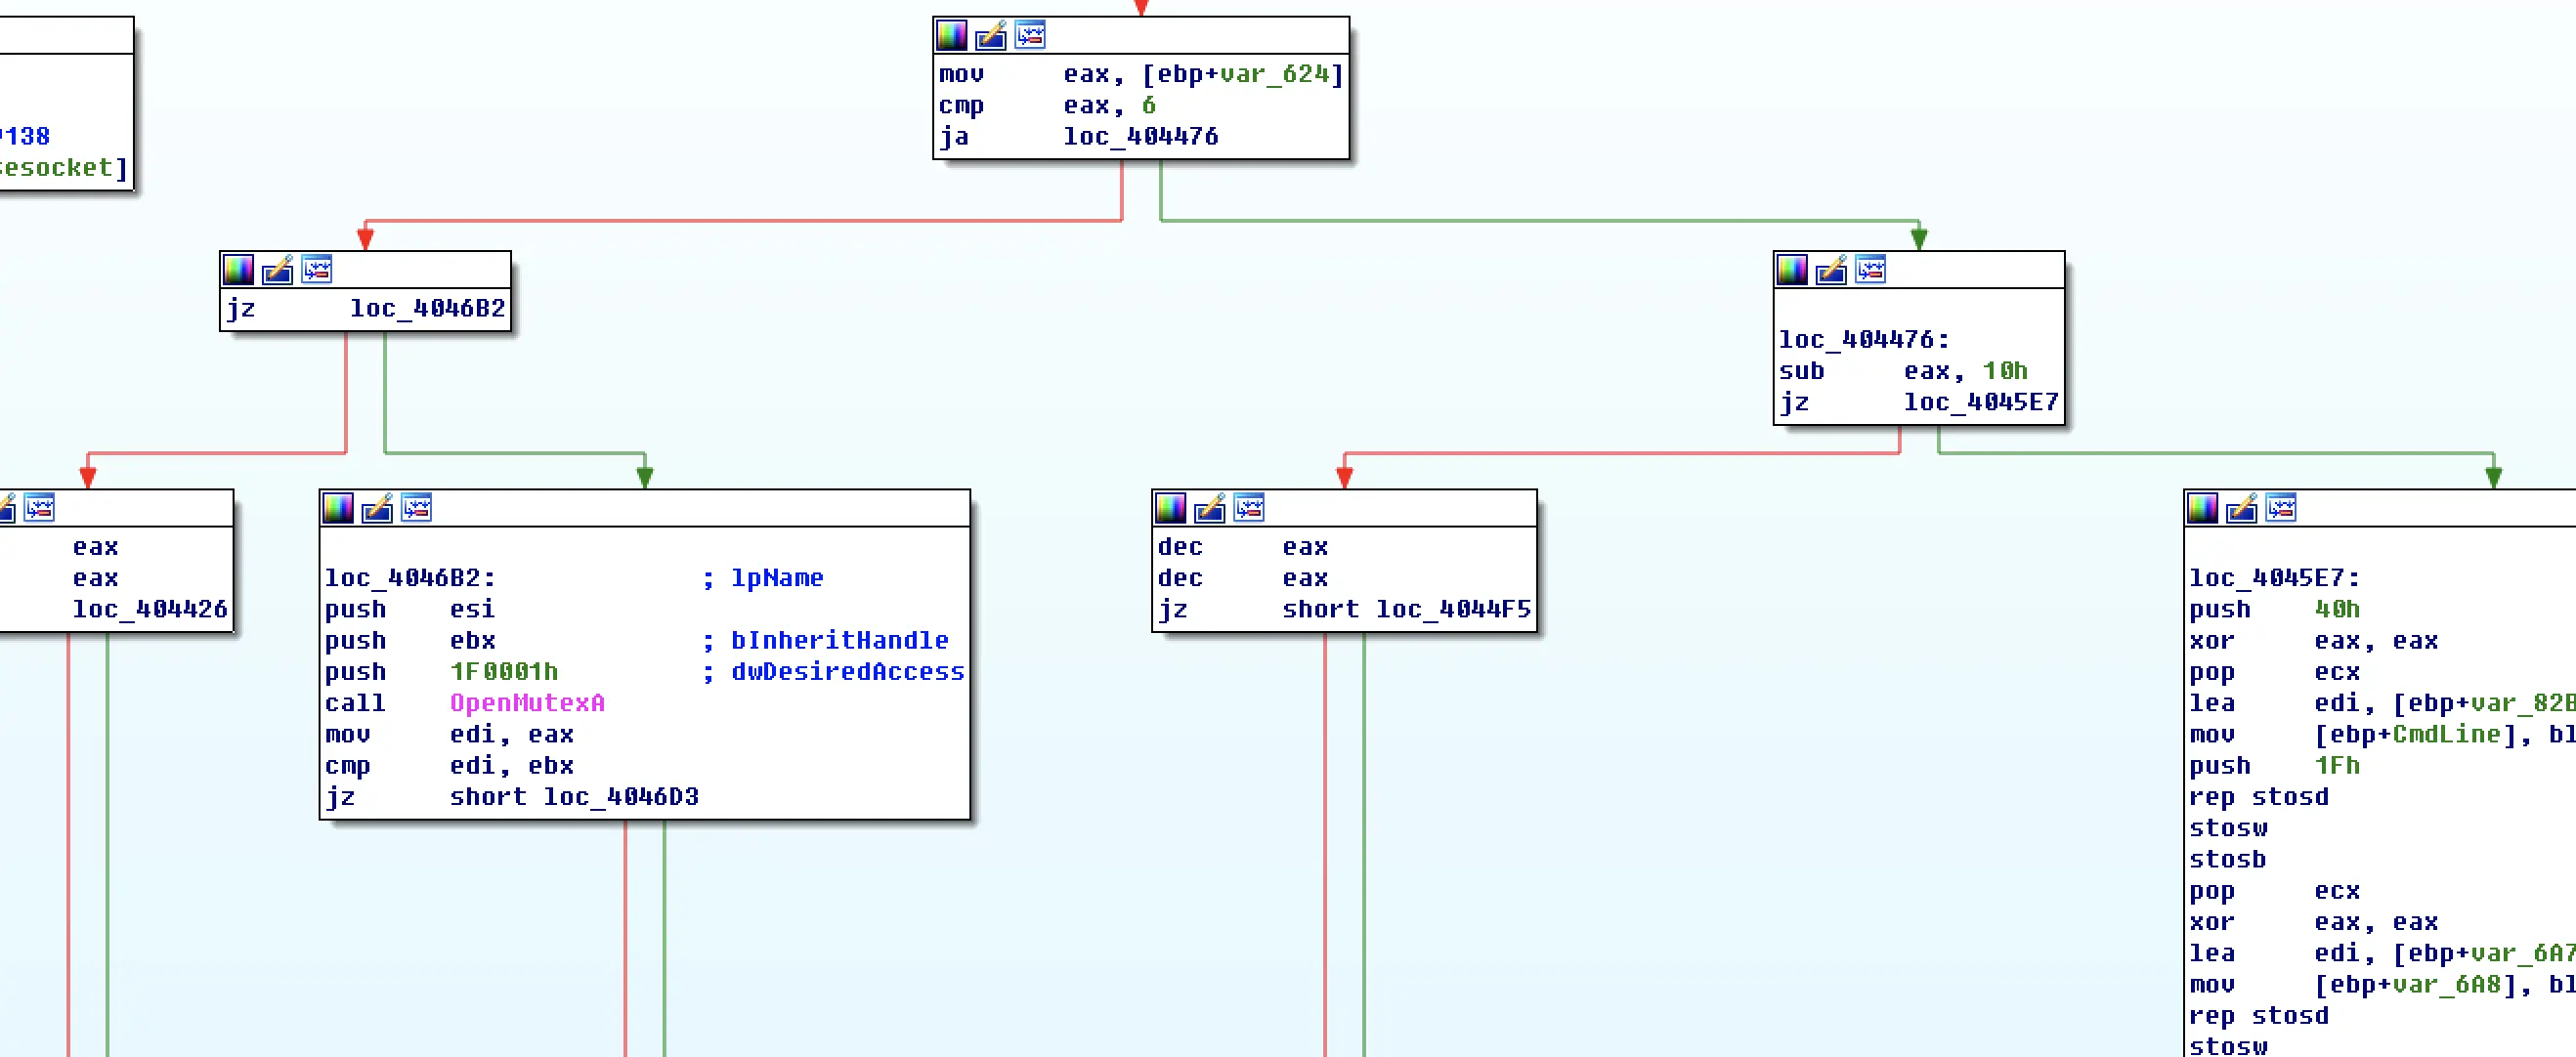 138
esocket]
mov eax, [ebp+var_624]
cmp eax, 6
ja loc_404476
jz loc_4046B2
loc_404476:
sub eax, 10h
jz loc_4045E7
eax
eax
loc_404426
loc_4046B2: ; lpName
push esi
push ebx ; bInheritHandle
push 1F0001h ; dwDesiredAccess
call OpenMutexA
mov edi, eax
cmp edi, ebx
jz short loc_4046D3
dec eax
dec eax
jz short loc_4044F5
loc_4045E7:
push 40h
xor eax, eax
pop ecx
lea edi, [ebp+var_82B
mov [ebp+CmdLine], bl
push 1Fh
rep stosd
stosw
stosb
pop ecx
xor eax, eax
lea edi, [ebp+var_6A7
mov [ebp+var_6A8], bl
rep stosd
stosw